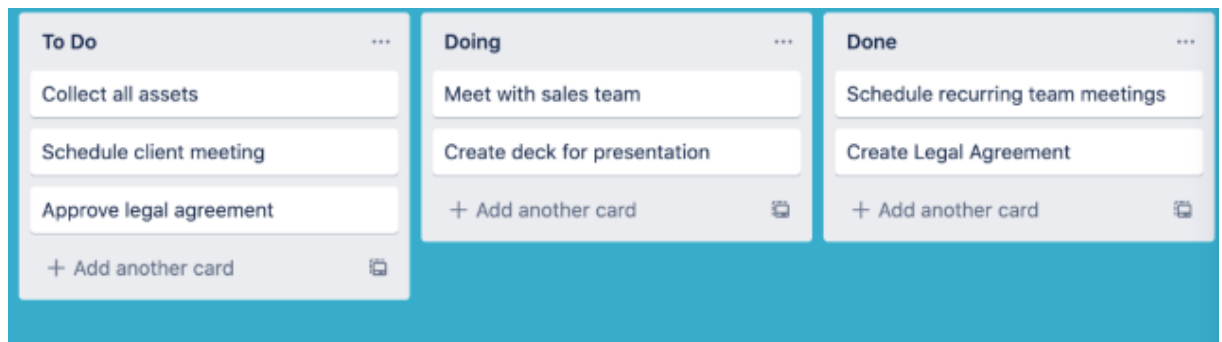 To Do
Collect all assets
Schedule client meeting
Approve legal agreement
+ Add another card
Doing
Meet with sales team
Create deck for presentation
+ Add another card
Done
Schedule recurring team meetings
Create Legal Agreement
+ Add another card